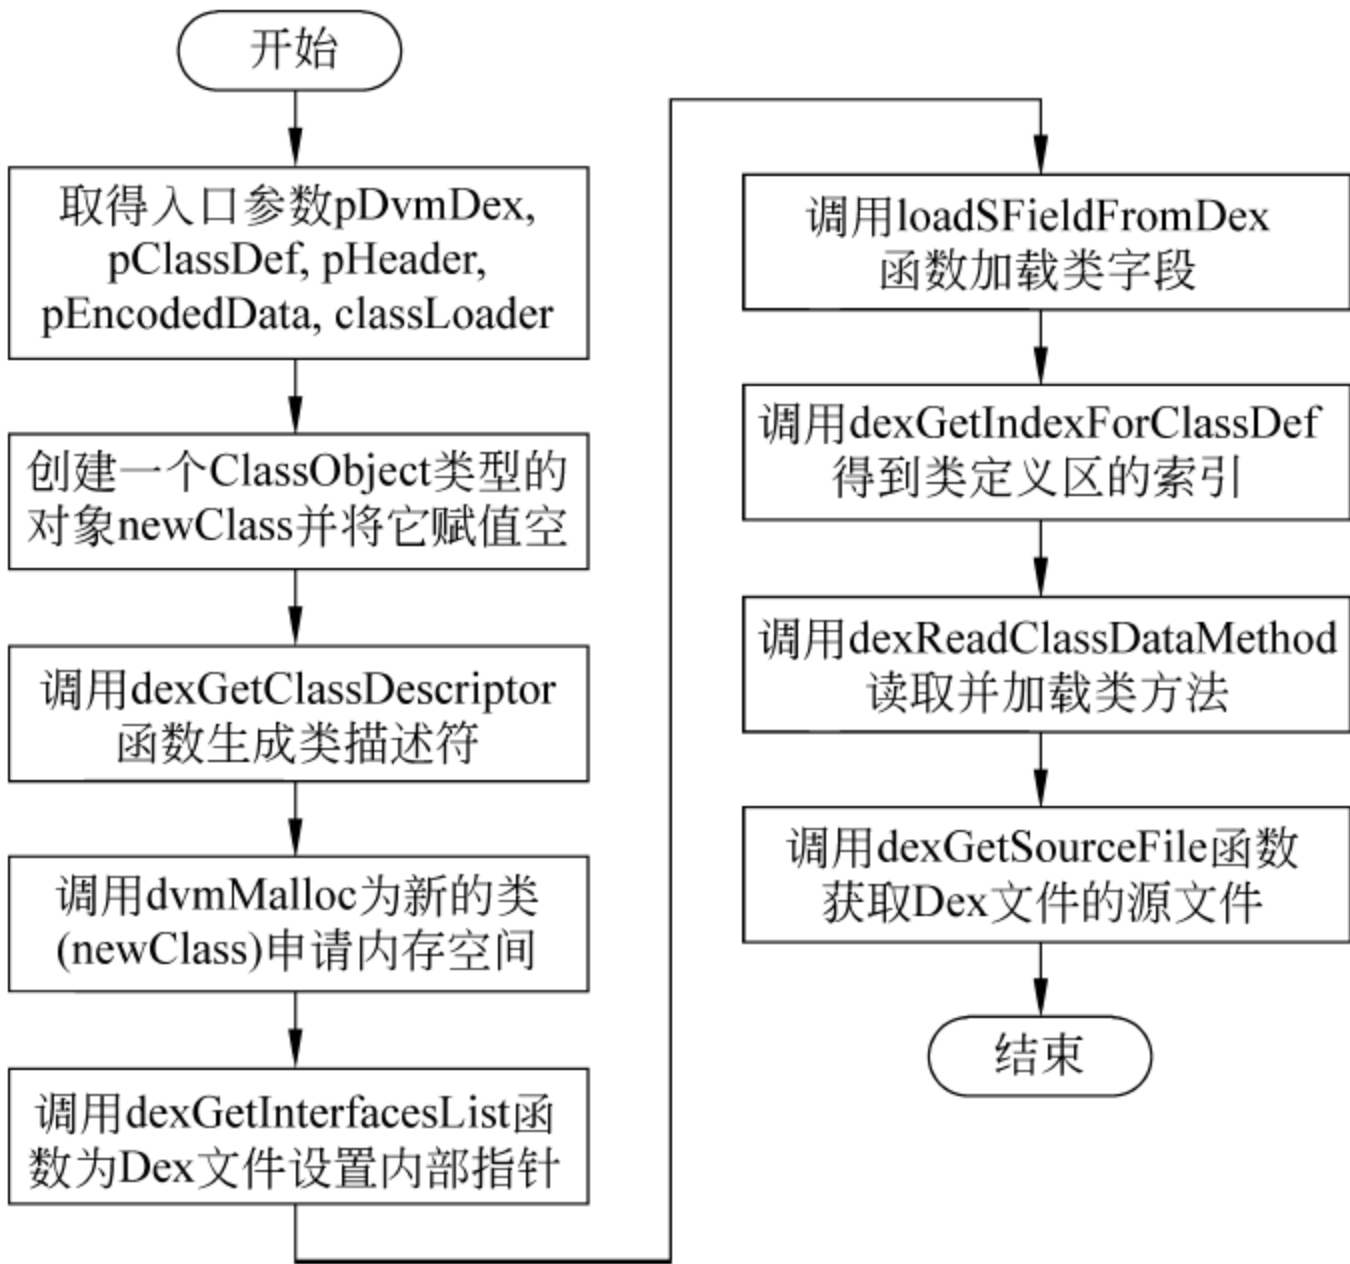 开始
取得入口参数pDvmDex,
pClassDef, pHeader,
pEncodedData, classLoader
创建一个ClassObject类型的
对象newClass并将它赋值空
调用dexGetClassDescriptor
函数生成类描述符
调用dvmMalloc为新的类
(newClass)申请内存空间
调用dexGetInterfacesList函
数为Dex文件设置内部指针
调用loadSFieldFromDex
函数加载类字段
调用dexGetIndexForClassDef
得到类定义区的索引
调用dexReadClassDataMethod
读取并加载类方法
调用dexGetSourceFile函数
获取Dex文件的源文件
结束